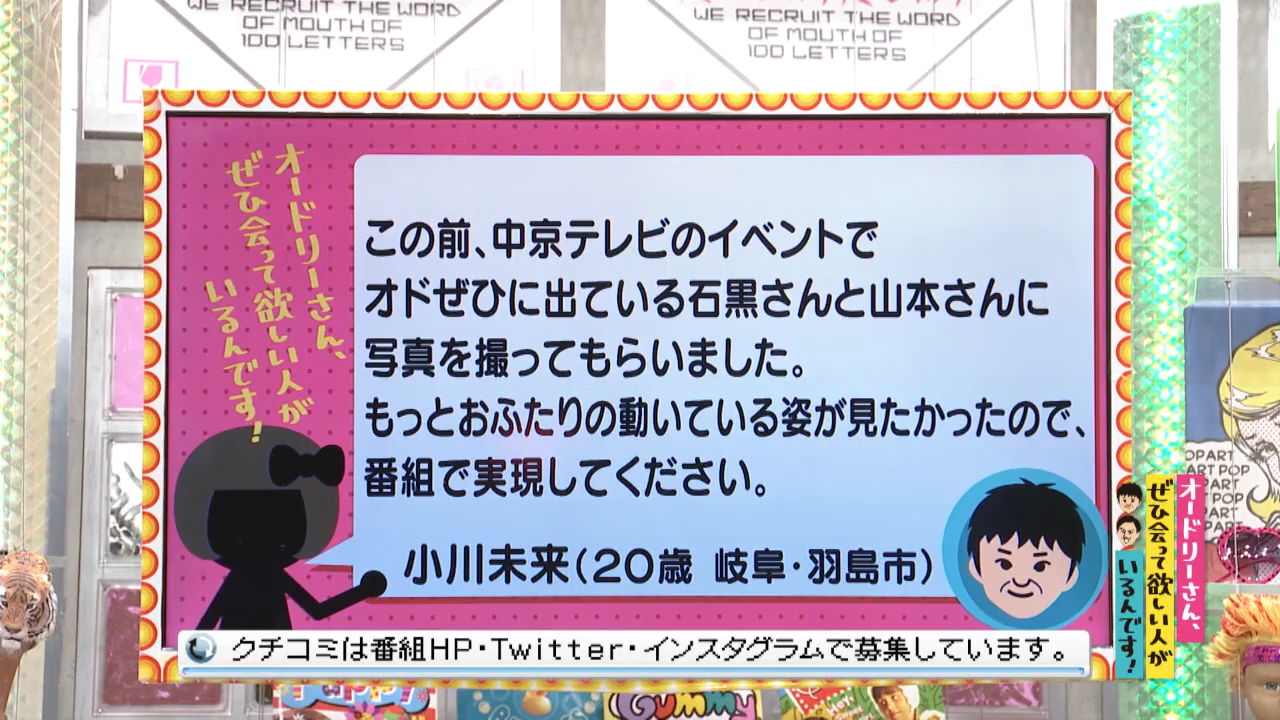 WE RECRUIT THE WORD
OF MOUTH OF
100 LETTERS
WE RECRUIT THE WORD
OF MOUTH OF
100 LETTERS
オードリーさん、
ぜひ会って欲しい人が
いるんです!
この前、中京テレビのイベントで
オドぜひに出ている石黒さんと山本さんに
写真を撮ってもらいました。
もっとおふたりの動いている姿が見たかったので、
番組で実現してください。
小川未来(20歳 岐阜・羽島市)
オードリーさん、
ぜひ会って欲しい人が
いるんです!
クチコミは番組HP・Twitter・インスタグラムで募集しています。
OPART
ART POP
PART
POP
PART
ART
GUMMY